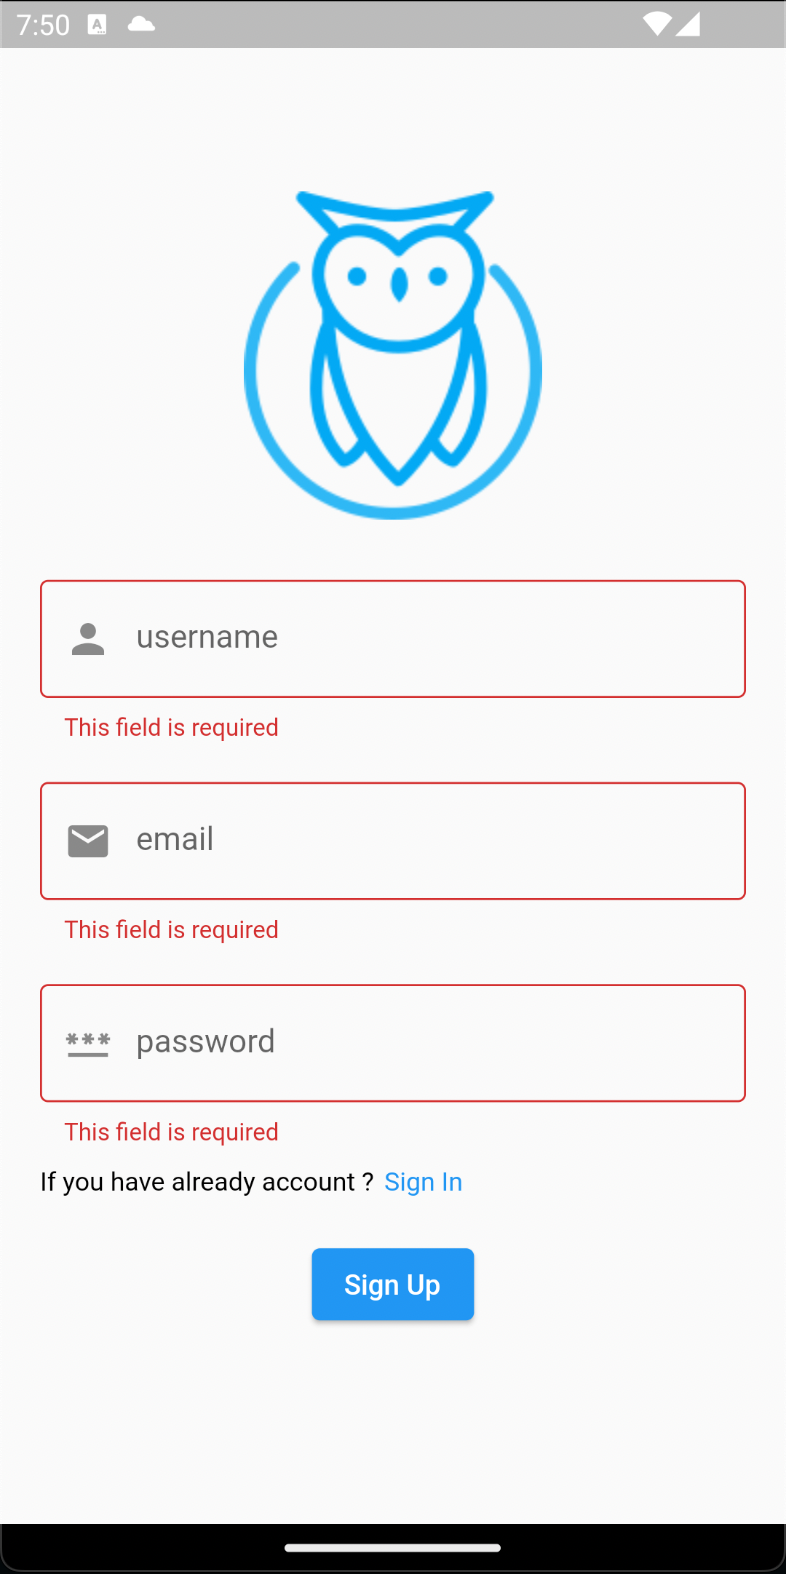 7:50
username
This field is required
email
This field is required
*** password
This field is required
If you have already account ? Sign In
Sign Up